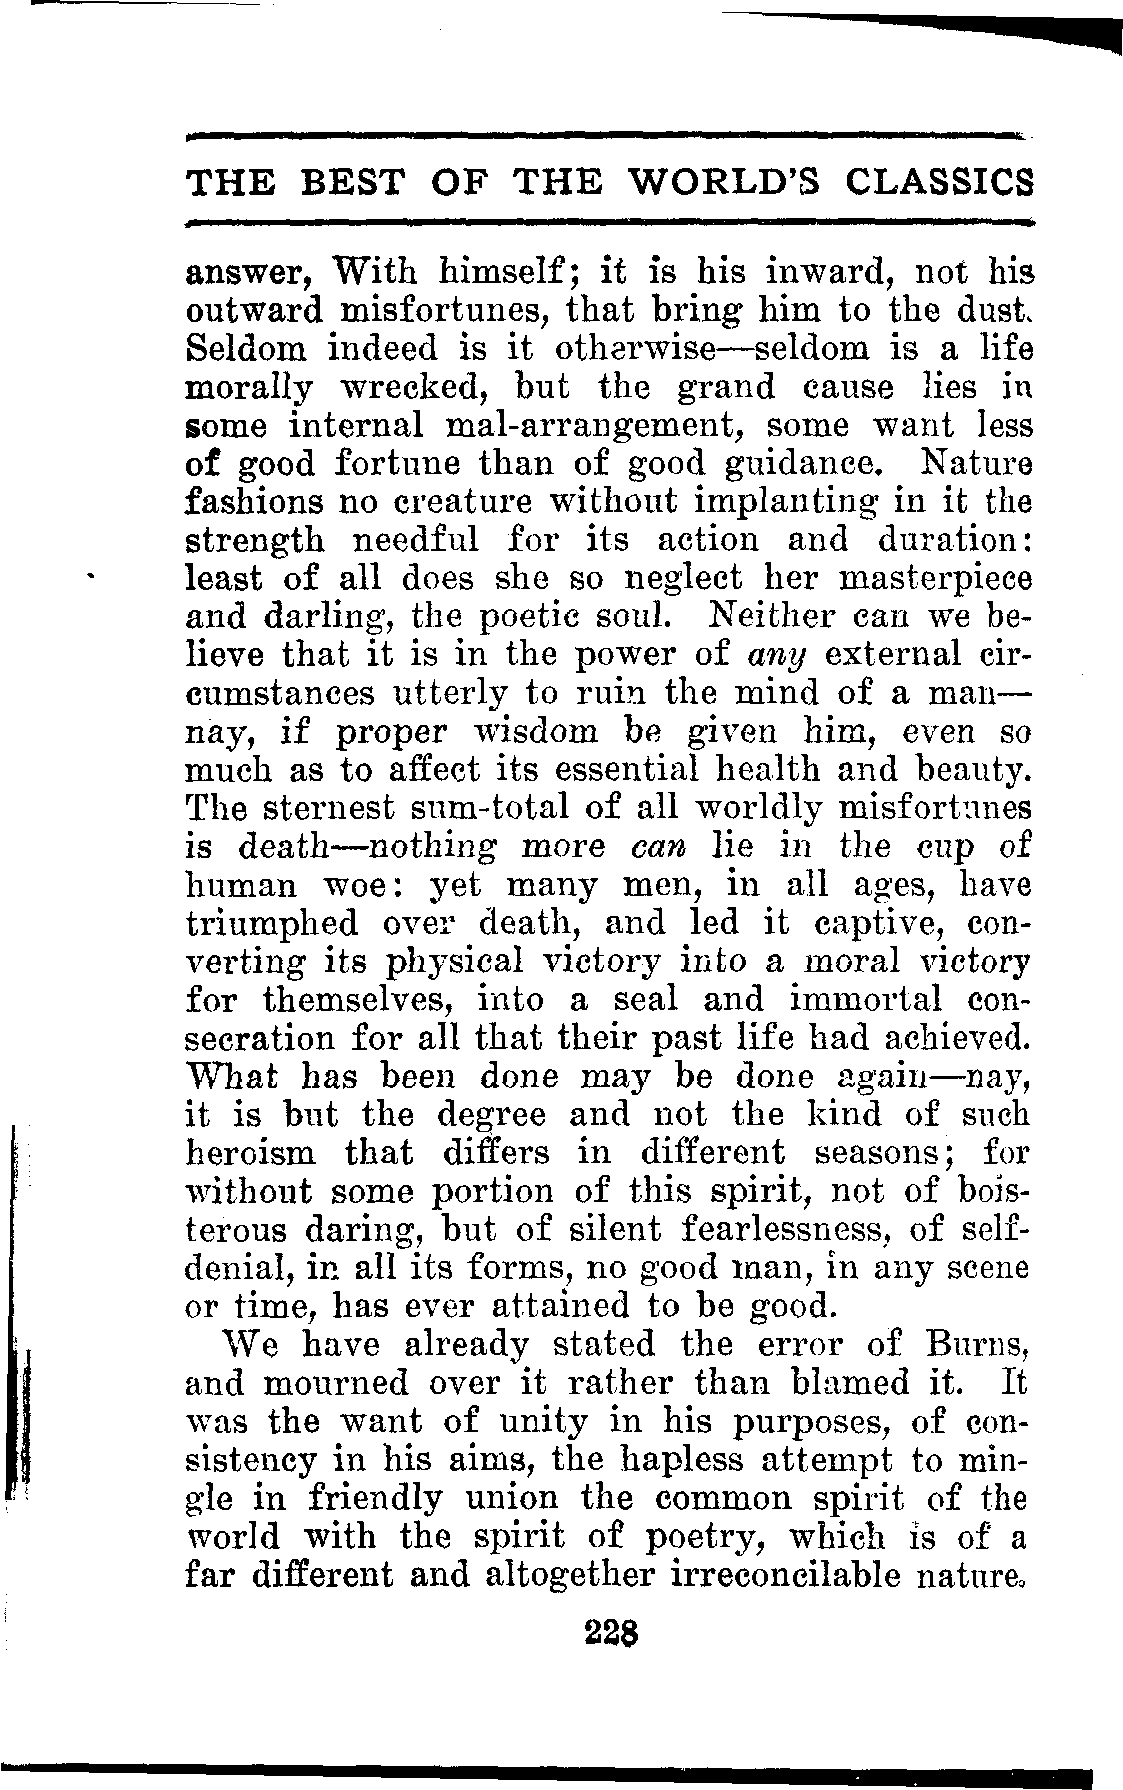 THE BEST OF THE WORLD'S CLASSICS
answer, With himself; it is his inward, not his
outward misfortunes, that bring him to the dust.
Seldom indeed is it otherwise—seldom is a life
morally wrecked, but the grand cause lies in
some internal mal-arrangement, some want less
of good fortune than of good guidance. Nature
fashions no creature without implanting in it the
strength needful for its action and duration:
least of all does she so neglect her masterpiece
and darling, the poetic soul. Neither can we be-
lieve that it is in the power of any external cir-
cumstances utterly to ruin the mind of a man—
nay, if proper wisdom be given him, even so
much as to affect its essential health and beauty.
The sternest sum-total of all worldly misfortunes
is death—nothing more can lie in the cup of
human woe: yet many men, in all ages, have
triumphed over death, and led it captive, con-
verting its physical victory into a moral victory
for themselves, into a seal and immortal con-
secration for all that their past life had achieved.
What has been done may be done again—nay,
it is but the degree and not the kind of such
heroism that differs in different seasons; for
without some portion of this spirit, not of bois-
terous daring, but of silent fearlessness, of self-
denial, in all its forms, no good man, in any scene
or time, has ever attained to be good.
We have already stated the error of Burns,
and mourned over it rather than blamed it. It
was the want of unity in his purposes, of con-
sistency in his aims, the hapless attempt to min-
gle in friendly union the common spirit of the
world with the spirit of poetry, which is of a
far different and altogether irreconcilable nature.
228